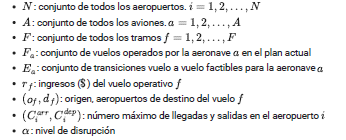 • N: conjunto de todos los aeropuertos. i = 1, 2, . . . , N
• A: conjunto de todos los aviones. a = 1, 2, . . . , A
• F: conjunto de todos los tramos f = 1, 2, . . . , F
• Fₐ: conjunto de vuelos operados por la aeronave a en el plan actual
• Eₐ: conjunto de transiciones vuelo a vuelo factibles para la aeronave a
• r_f: ingresos ($) del vuelo operativo f
• (o_f, d_f): origen, aeropuertos de destino del vuelo f
• (C_i^{arr}, C_i^{dep}): número máximo de llegadas y salidas en el aeropuerto i
• α: nivel de disrupción